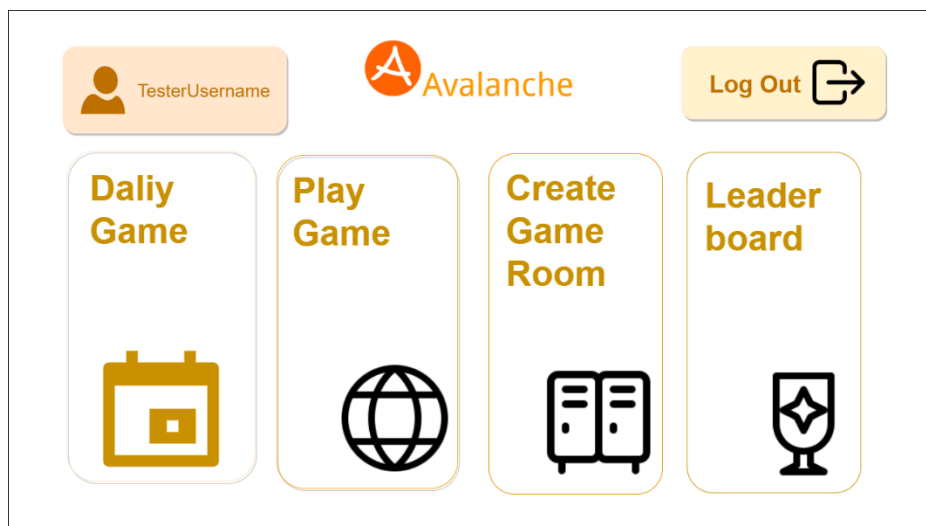 TesterUsername
Avalanche
Log Out
Daliy
Game
Play
Game
Create
Game
Room
Leader
board